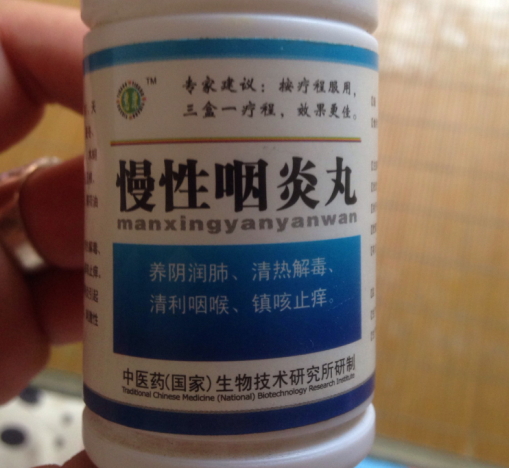 TM
专家建议：按疗程服用，
三盒一疗程，效果更佳。
慢性咽炎丸
manxingyanyanwan
养阴润肺、清热解毒、
清利咽喉、镇咳止痒。
中医药(国家)生物技术研究所研制
Traditional Chinese Medicine (National) Biotechnology Research Institute